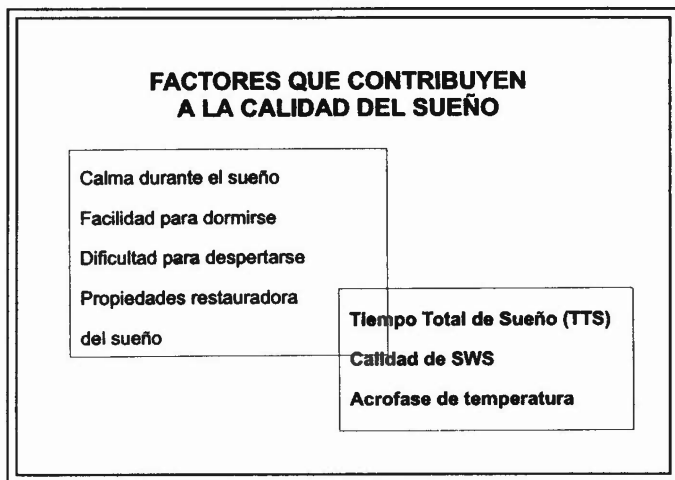 FACTORES QUE CONTRIBUYEN
A LA CALIDAD DEL SUEÑO
Calma durante el sueño
Facilidad para dormirse
Dificultad para despertarse
Propiedades restauradora
del sueño
Tiempo Total de Sueño (TTS)
Calidad de SWS
Acrofase de temperatura